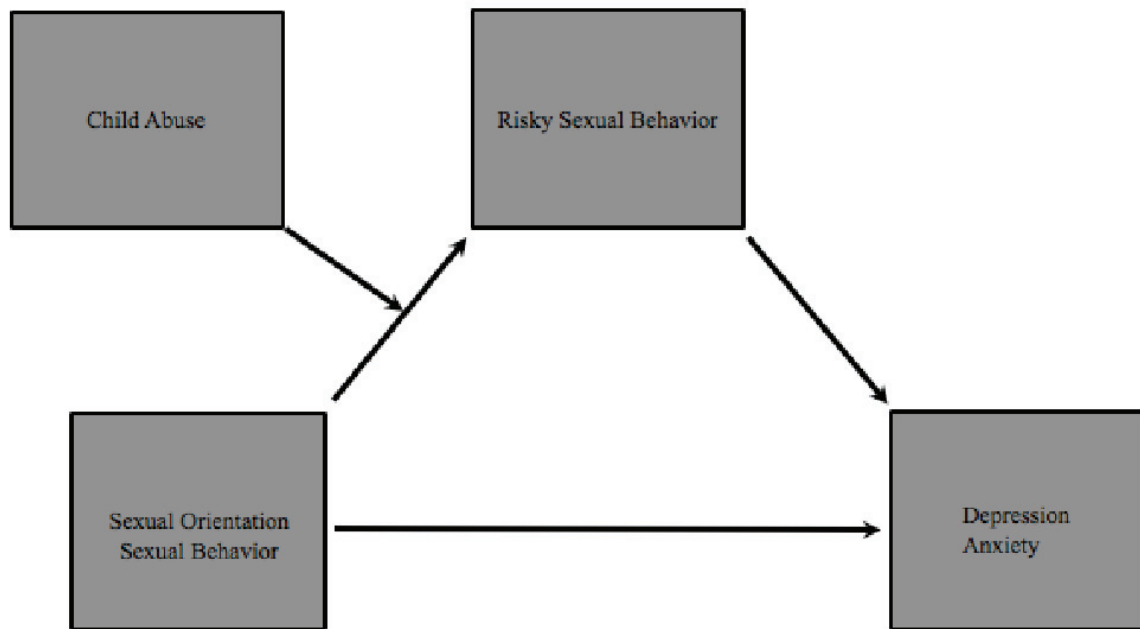 Child Abuse
Risky Sexual Behavior
Sexual Orientation
Sexual Behavior
Depression
Anxiety